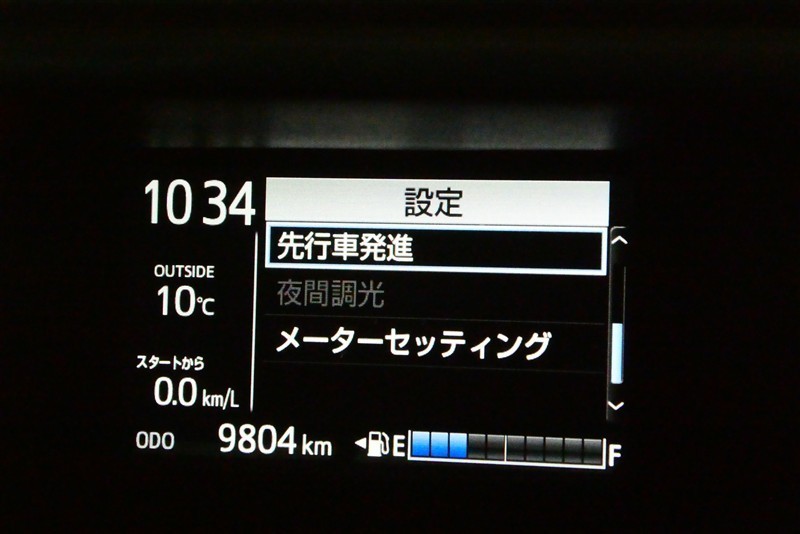 10 34
設定
先行車発進
OUTSIDE
10℃
夜間調光
メーターセッティング
スタートから
0.0 km/L
ODO 9804 km E F